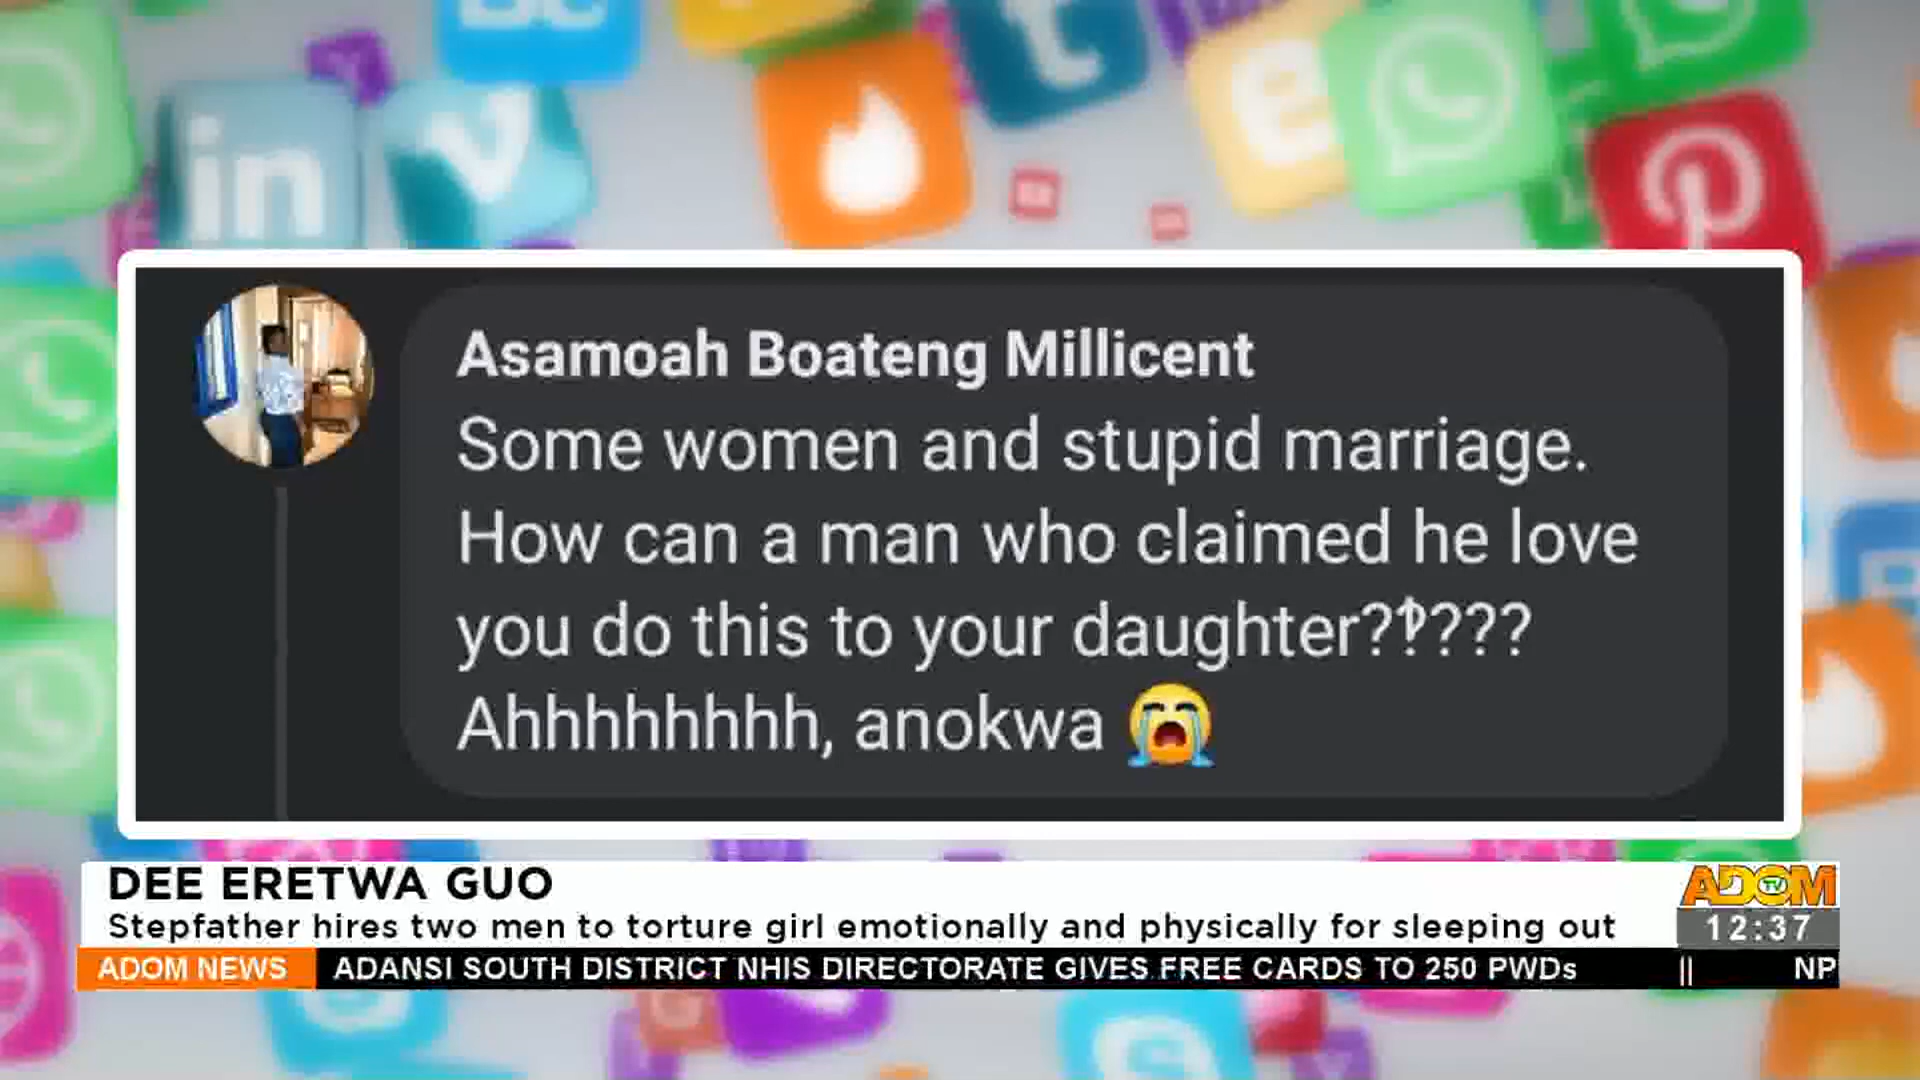 Asamoah Boateng Millicent
Some women and stupid marriage.
How can a man who claimed he love
you do this to your daughter?????
Ahhhhhhhh, anokwa 😭
DEE ERETWA GUO
Stepfather hires two men to torture girl emotionally and physically for sleeping out
ADOM TV
12:37
ADOM NEWS
ADANSI SOUTH DISTRICT NHIS DIRECTORATE GIVES FREE CARDS TO 250 PWDs || NP
in
t
e